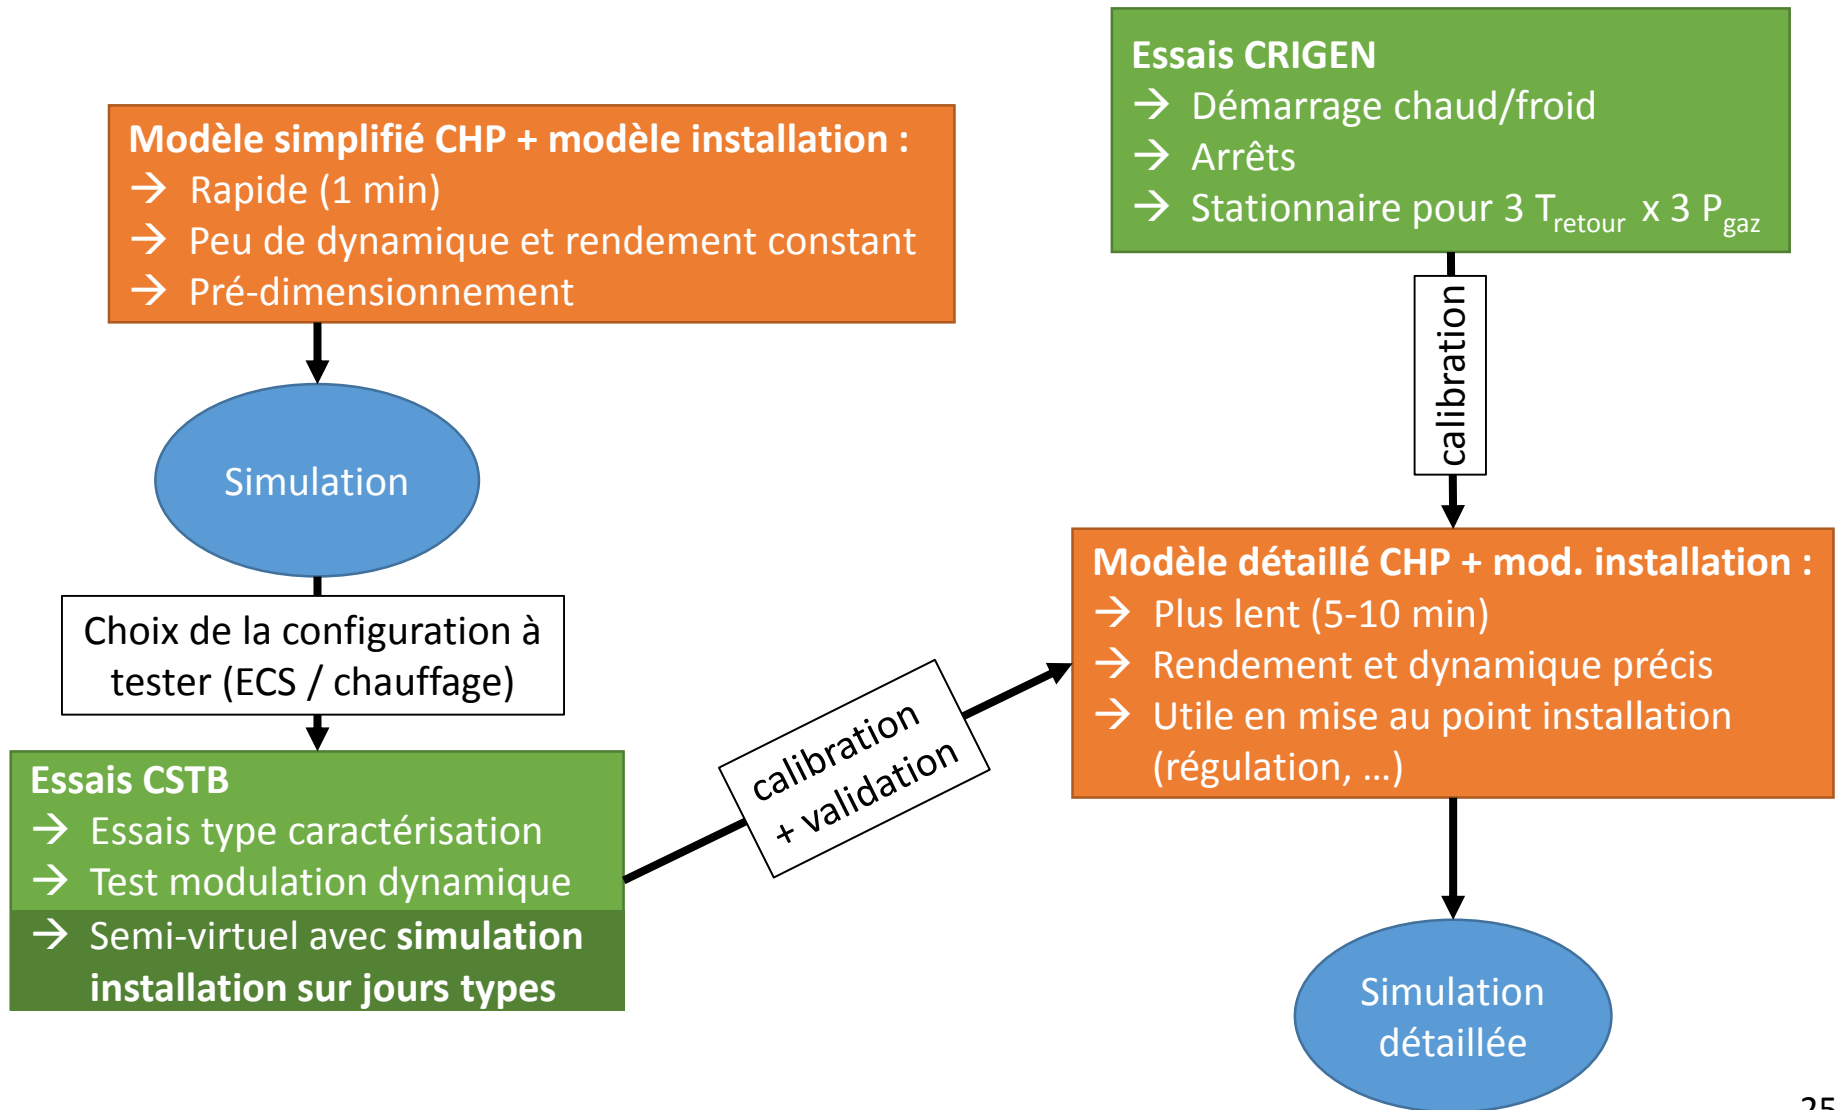 Modèle simplifié CHP + modèle installation :
→ Rapide (1 min)
→ Peu de dynamique et rendement constant
→ Pré-dimensionnement
Simulation
Choix de la configuration à
tester (ECS / chauffage)
Essais CSTB
→ Essais type caractérisation
→ Test modulation dynamique
→ Semi-virtuel avec simulation
installation sur jours types
calibration
+ validation
Essais CRIGEN
→ Démarrage chaud/froid
→ Arrêts
→ Stationnaire pour 3 Tretour x 3 Pgaz
calibration
Modèle détaillé CHP + mod. installation :
→ Plus lent (5-10 min)
→ Rendement et dynamique précis
→ Utile en mise au point installation
(régulation, ...)
Simulation
détaillée
25